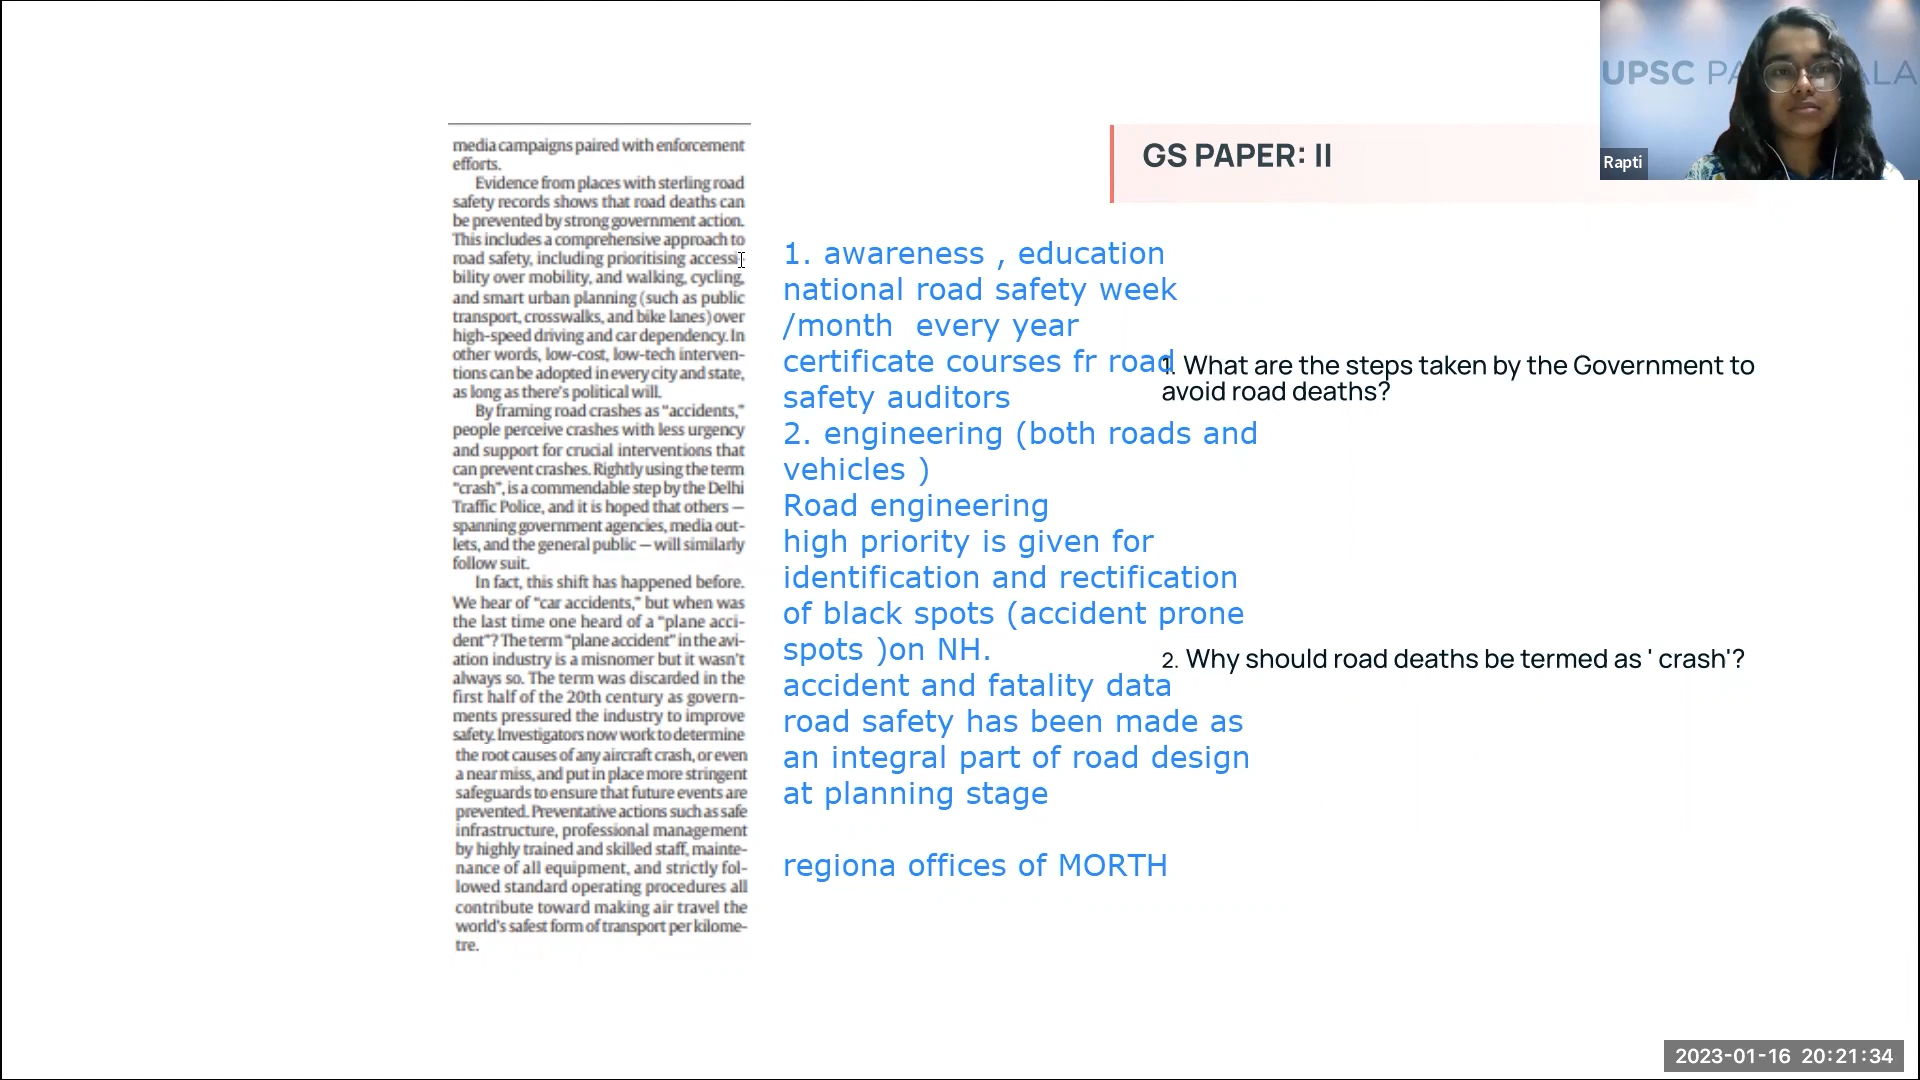 media campaigns paired with enforcement
efforts.
Evidence from places with sterling road
safety records shows that road deaths can
be prevented by strong government action.
This includes a comprehensive approach to
road safety, including prioritising accessi-
bility over mobility, and walking, cycling,
and smart urban planning (such as public
transport, crosswalks, and bike lanes) over
high-speed driving and car dependency. In
other words, low-cost, low-tech interven-
tions can be adopted in every city and state,
as long as there's political will.
By framing road crashes as “accidents,”
people perceive crashes with less urgency
and support for crucial interventions that
can prevent crashes. Rightly using the term
“crash”, is a commendable step by the Delhi
Traffic Police, and it is hoped that others —
spanning government agencies, media out-
lets, and the general public — will similarly
follow suit.
In fact, this shift has happened before.
We hear of “car accidents,” but when was
the last time one heard of a “plane acci-
dent”? The term “plane accident” in the avi-
ation industry is a misnomer but it wasn't
always so. The term was discarded in the
first half of the 20th century as govern-
ments pressured the industry to improve
safety. Investigators now work to determine
the root causes of any aircraft crash, or even
a near miss, and put in place more stringent
safeguards to ensure that future events are
prevented. Preventative actions such as safe
infrastructure, professional management
by highly trained and skilled staff, mainte-
nance of all equipment, and strictly fol-
lowed standard operating procedures all
contribute toward making air travel the
world's safest form of transport per kilome-
tre.
1. awareness , education
national road safety week
/month every year
certificate courses fr road
safety auditors
2. engineering (both roads and
vehicles )
Road engineering
high priority is given for
identification and rectification
of black spots (accident prone
spots )on NH.
accident and fatality data
road safety has been made as
an integral part of road design
at planning stage
regiona offices of MORTH
GS PAPER: II
1. What are the steps taken by the Government to
avoid road deaths?
2. Why should road deaths be termed as ' crash'?
UPSC PA ALA
Rapti
2023-01-16 20:21:34